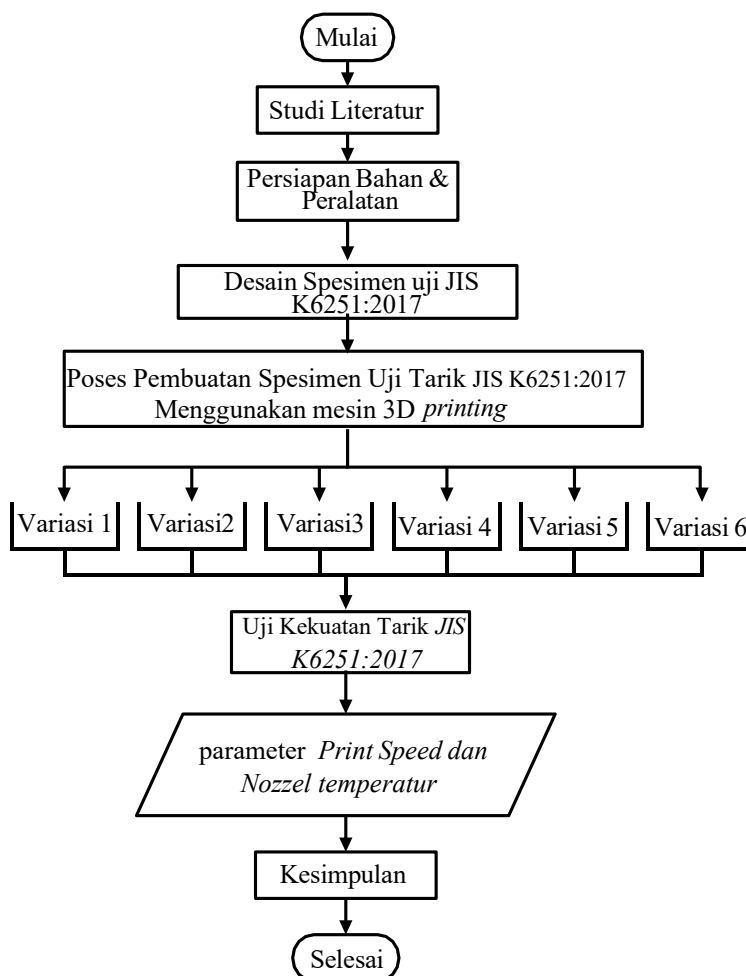 Mulai
Studi Literatur
Persiapan Bahan &
Peralatan
Desain Spesimen uji JIS
K6251:2017
Poses Pembuatan Spesimen Uji Tarik JIS K6251:2017
Menggunakan mesin 3D printing
Variasi 1 Variasi2 Variasi3 Variasi 4 Variasi 5 Variasi 6
Uji Kekuatan Tarik JIS
K6251:2017
parameter Print Speed dan
Nozzel temperatur
Kesimpulan
Selesai